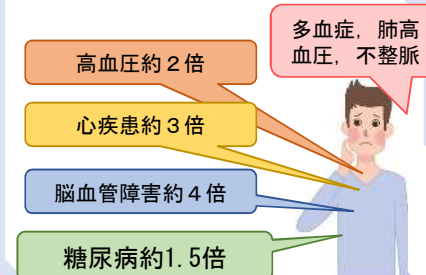 多血症, 肺高
血圧, 不整脈
高血圧約２倍
心疾患約３倍
脳血管障害約４倍
糖尿病約1.5倍